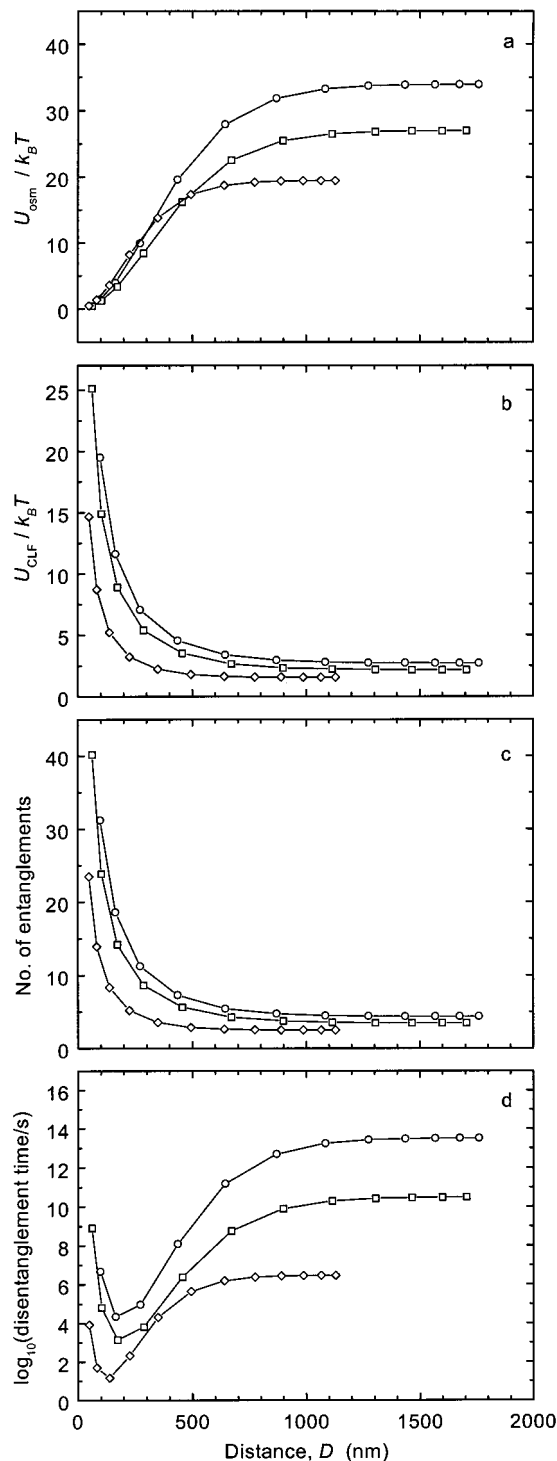 40
30
20
10
0
U_osm / k_B T
a
25
20
15
10
5
0
U_CLF / k_B T
b
40
30
20
10
0
No. of entanglements
c
16
14
12
10
8
6
4
2
0
log₁₀(disentanglement time/s)
d
0 500 1000 1500 2000
Distance, D (nm)